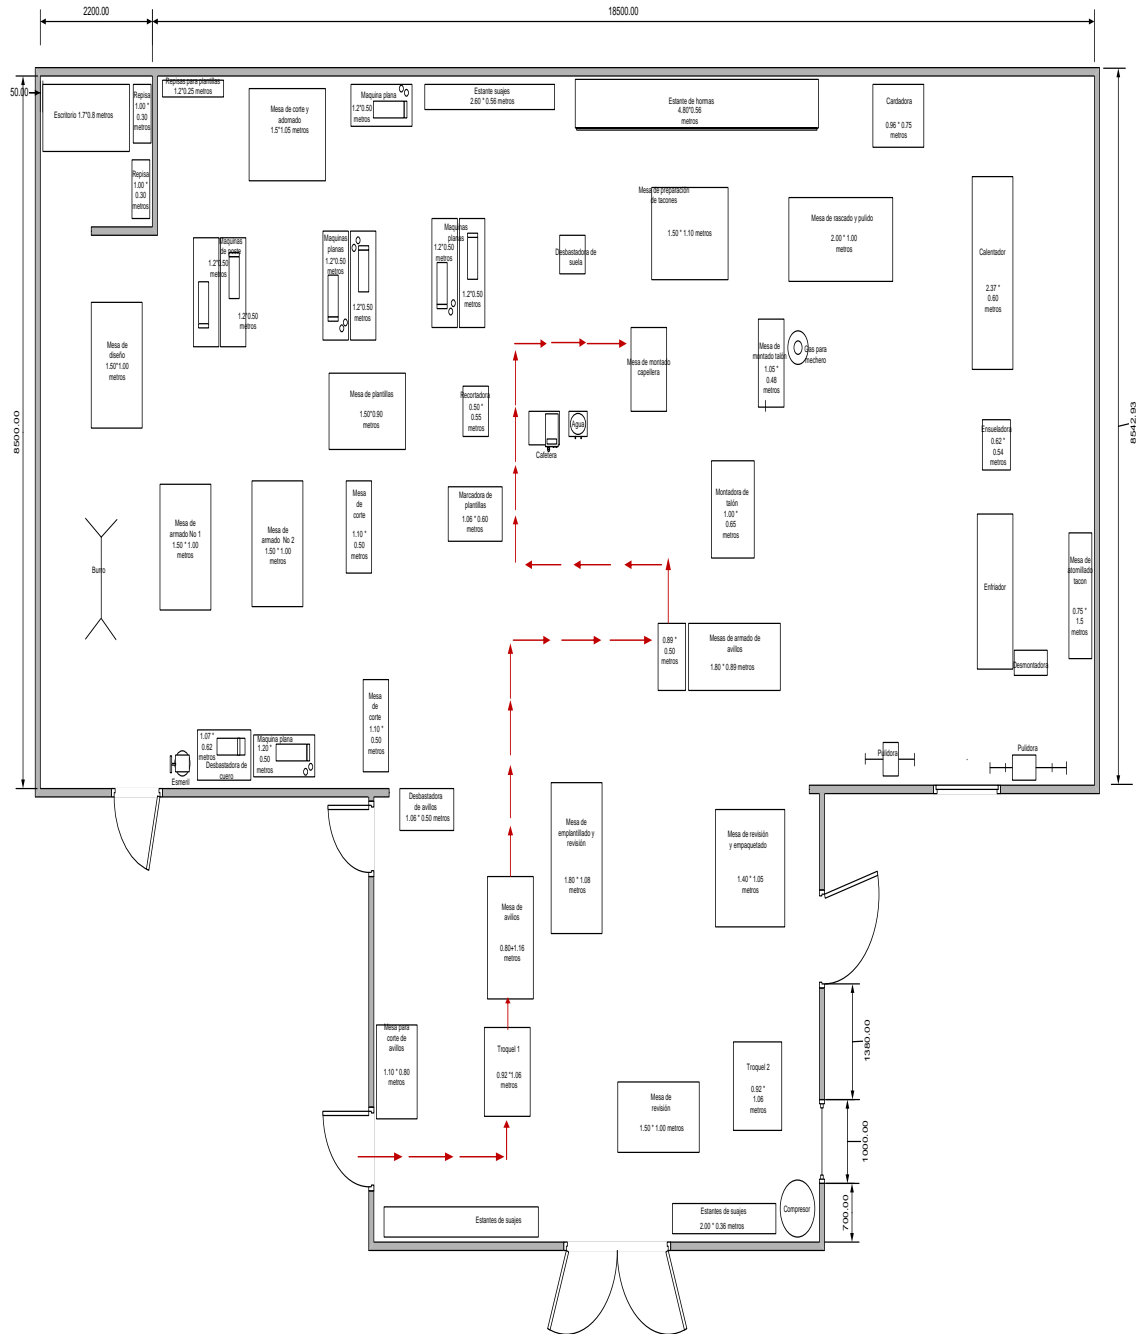 2200.00
18500.00
50.00
Escritorio 1.7*0.8 metros
Repisa
1.00 *
0.30
metros
Repisa
1.00 *
0.30
metros
Repisas para plantillas
1.2*0.25 metros
Mesa de corte y
adornado
1.5*1.05 metros
Maquina plana
1.2*0.50
metros
Estante suajes
2.60 * 0.56 metros
Estante de hormas
4.80*0.56
metros
Cardadora
0.96 * 0.75
metros
8500.00
8542.93
Maquinas
de poste
1.2*0.50
metros
1.2*0.50
metros
Maquinas
planas
1.2*0.50
metros
1.2*0.50
metros
Maquinas
planas
1.2*0.50
metros
1.2*0.50
metros
Desbastadora de
suela
Mesa de preparación
de tacones
1.50 * 1.10 metros
Mesa de rascado y pulido
2.00 * 1.00
metros
Calentador
2.37 *
0.60
metros
Mesa de
diseño
1.50*1.00
metros
Mesa de plantillas
1.50*0.90
metros
Recortadora
0.50 *
0.55
metros
Cafetera
Agua
Mesa de montado
capellera
Mesa de
montado talón
1.05 *
0.48
metros
Gas para
mechero
Ensueladora
0.62 *
0.54
metros
Mesa de
armado No 1
1.50 * 1.00
metros
Mesa de
armado No 2
1.50 * 1.00
metros
Mesa
de
corte
1.10 *
0.50
metros
Marcadora de
plantillas
1.06 * 0.60
metros
Montadora de
talón
1.00 *
0.65
metros
Burro
Enfriador
Mesa de
atornillado
tacon
0.75 *
1.5
metros
Desmontadora
0.89 *
0.50
metros
Mesas de armado de
avillos
1.80 * 0.89 metros
Mesa
de
corte
1.10 *
0.50
metros
Esmeril
1.07 *
0.62
metros
Desbastadora de
cuero
Maquina plana
1.20 *
0.50
metros
Pulidora
Pulidora
Desbastadora
de avillos
1.06 * 0.50 metros
Mesa de
emplantillado y
revisión
1.80 * 1.08
metros
Mesa de revisión
y empaquetado
1.40 * 1.05
metros
Mesa de
avilios
0.80+1.16
metros
Mesa para
corte de
avillos
1.10 * 0.80
metros
Troquel 1
0.92 *1.06
metros
Mesa de
revisión
1.50 * 1.00 metros
Troquel 2
0.92 *
1.06
metros
1380.00
1000.00
700.00
Estantes de suajes
Estantes de suajes
2.00 * 0.36 metros
Compresor